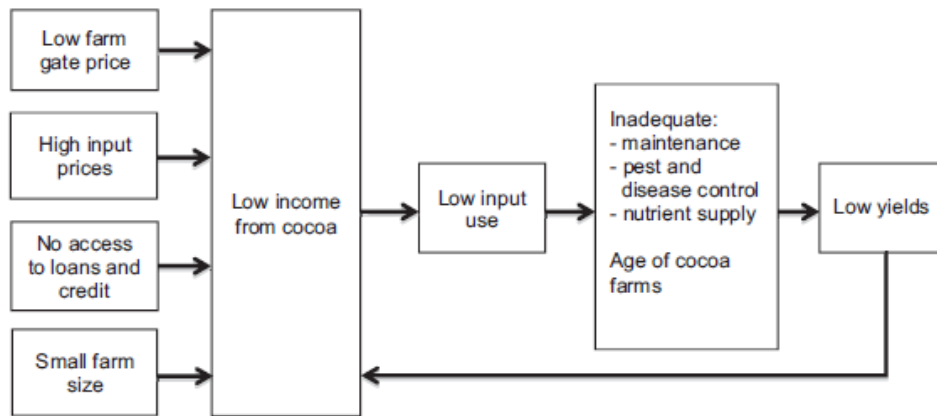 Low farm
gate price
High input
prices
No access
to loans and
credit
Small farm
size
Low income
from cocoa
Low input
use
Inadequate:
- maintenance
- pest and
disease control
- nutrient supply
Age of cocoa
farms
Low yields